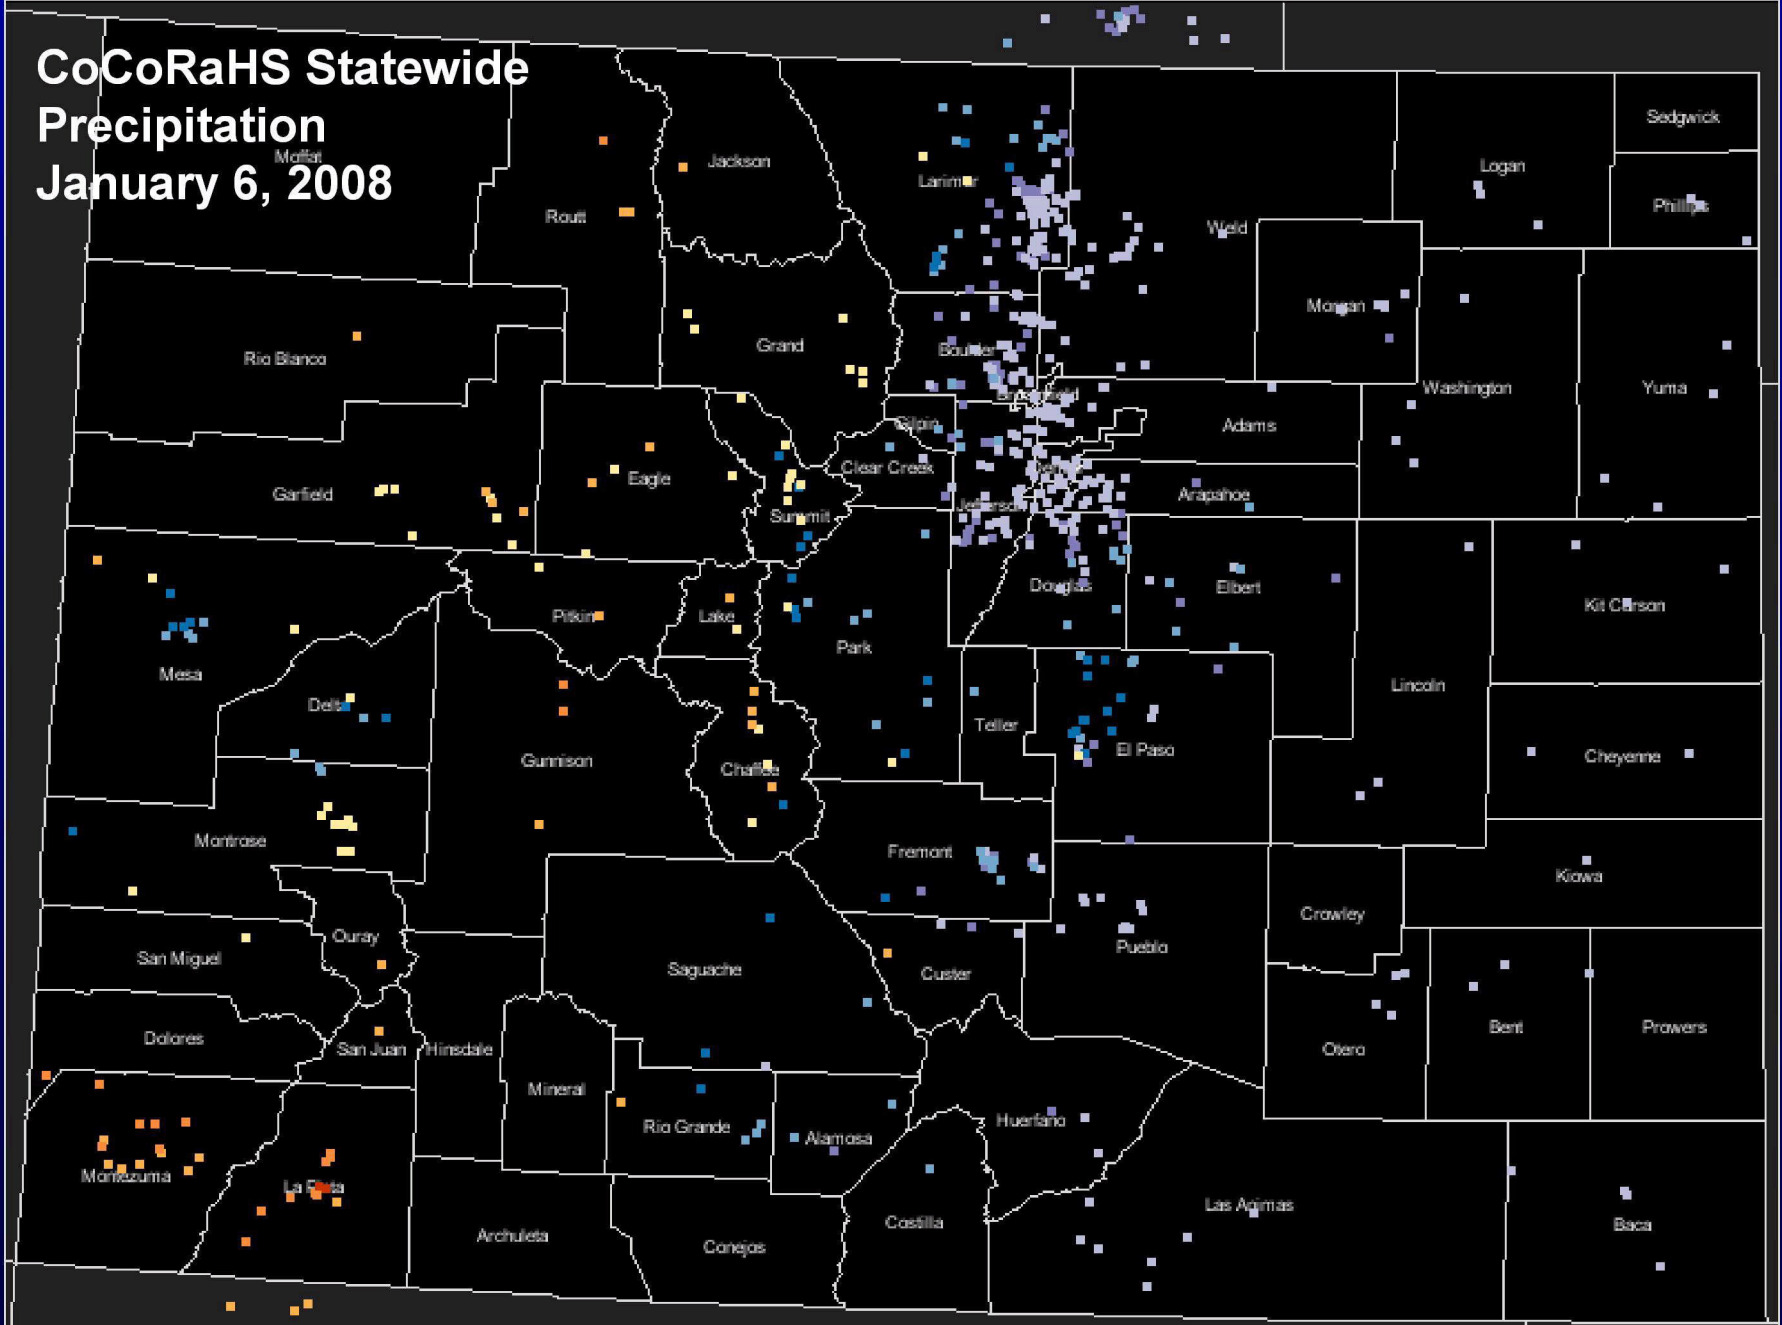 CoCoRaHS Statewide
Precipitation
January 6, 2008
Moffat
Routt
Jackson
Larimer
Weld
Logan
Sedgwick
Phillips
Morgan
Rio Blanco
Grand
Boulder
Broomfield
Washington
Yuma
Gilpin
Adams
Garfield
Eagle
Clear Creek
Denver
Summit
Jefferson
Arapahoe
Pitkin
Lake
Douglas
Elbert
Kit Carson
Mesa
Park
Delta
Lincoln
Teller
Gunnison
Chaffee
El Paso
Cheyenne
Montrose
Fremont
Kiowa
Crowley
Ouray
San Miguel
Saguache
Custer
Pueblo
Dolores
San Juan
Hinsdale
Otero
Bent
Prowers
Mineral
Rio Grande
Alamosa
Huerfano
Montezuma
La Plata
Archuleta
Conejos
Costilla
Las Animas
Baca